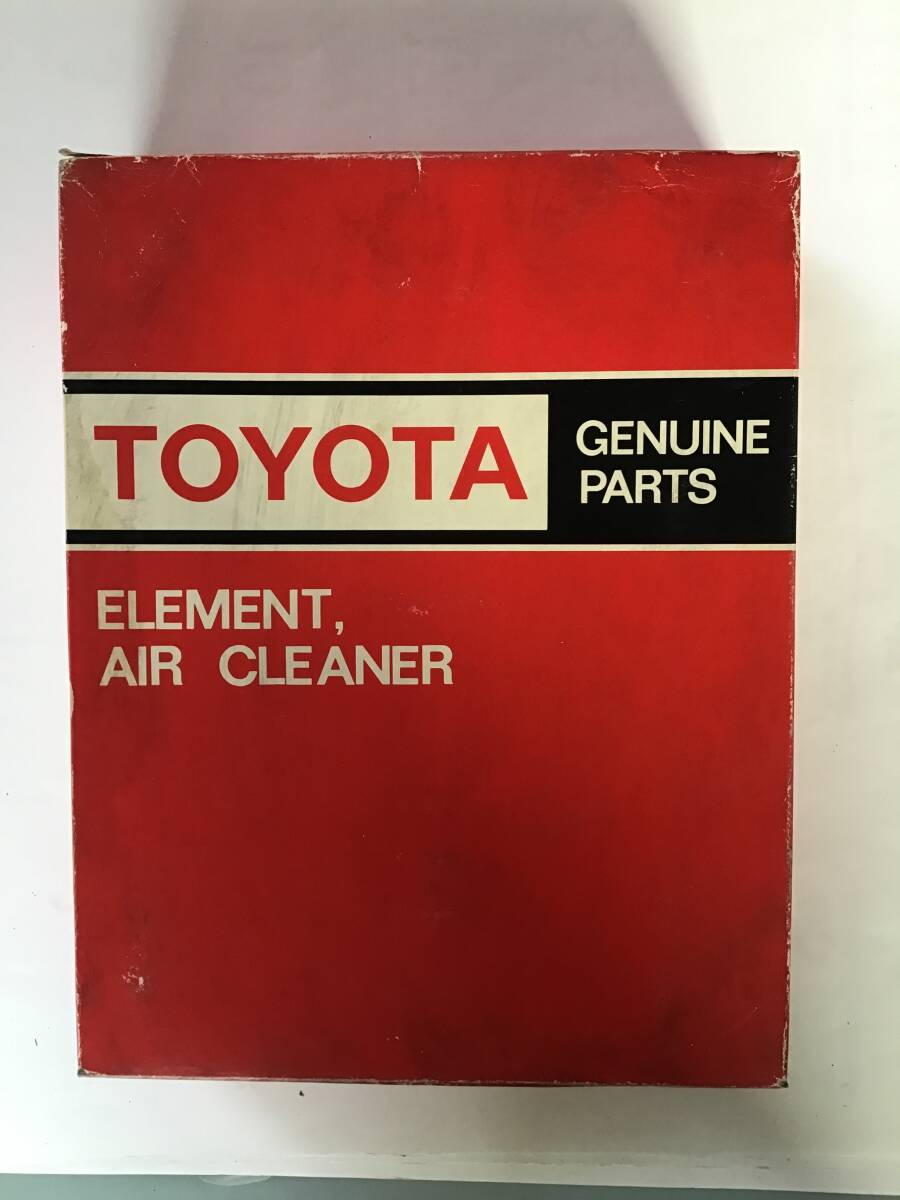 TOYOTA
GENUINE
PARTS
ELEMENT,
AIR CLEANER